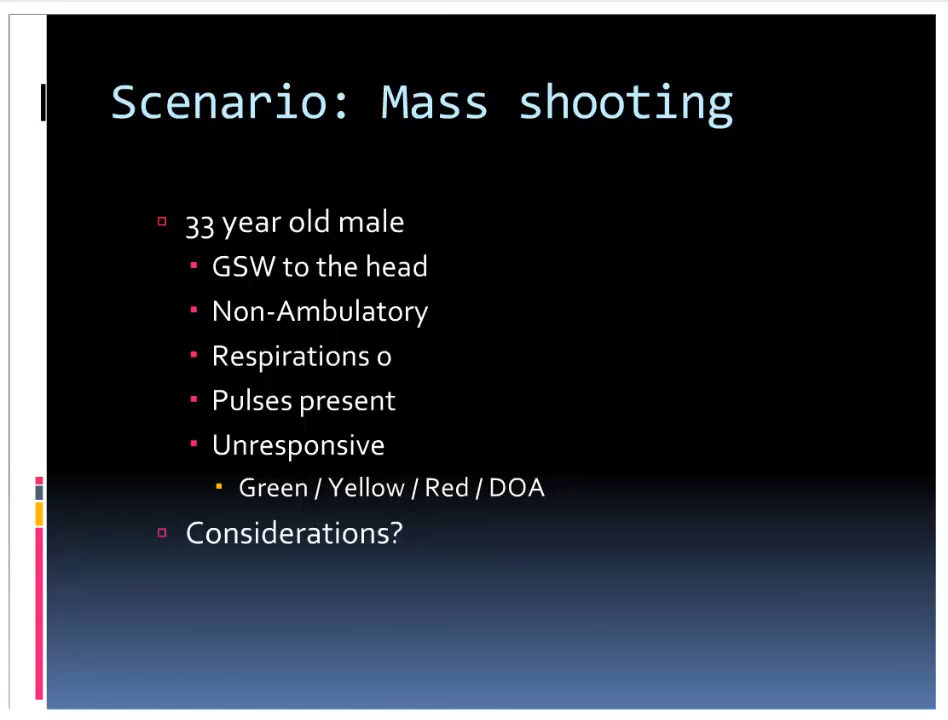 Scenario: Mass shooting
33 year old male
GSW to the head
Non-Ambulatory
Respirations 0
Pulses present
Unresponsive
Green / Yellow / Red / DOA
Considerations?